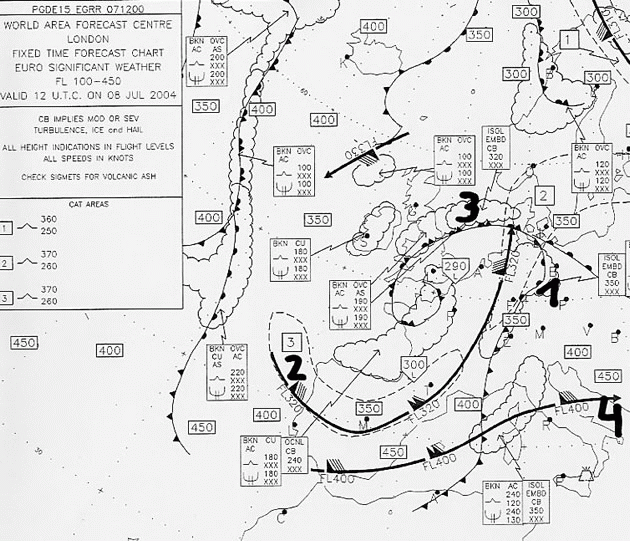 PGDE15 EGRR 071200
WORLD AREA FORECAST CENTRE
LONDON
FIXED TIME FORECAST CHART
EURO SIGNIFICANT WEATHER
FL 100-450
VALID 12 U.T.C. ON 08 JUL 2004
CB IMPLIES MOD OR SEV
TURBULENCE, ICE and HAIL
ALL HEIGHT INDICATIONS IN FLIGHT LEVELS
ALL SPEEDS IN KNOTS
CHECK SIGMETS FOR VOLCANIC ASH
CAT AREAS
1 360
250
2 370
260
3 370
260
BKN OVC
AC AS
200
XXX
200
XXX
400
350
300
1
K
300
300
350
400
400
FL330
BKN OVC
AC
100
XXX
100
XXX
BKN OVC
AC
100
XXX
100
XXX
ISOL
EMBD
CB
320
XXX
BKN OVC
AC
120
XXX
120
XXX
2
3
400
350
350
S
BKN CU
AC
180
XXX
180
XXX
290
L
A
FL320
B
ISOL
EMBD
CB
350
XXX
BKN OVC
AC AS
190
XXX
190
XXX
1
F
M
V
B
350
450
400
3
2
BKN OVC
CU AC
AS
220
XXX
220
XXX
300
L
400
450
FL320
400
350
M
FL320
400
FL400
4
450
L
450
R
BKN CU
AC
180
XXX
180
XXX
OCNL
CB
240
XXX
FL400
FL400
A
C
BKN
AC 240
120
240
130
ISOL
EMBD
CB
350
XXX